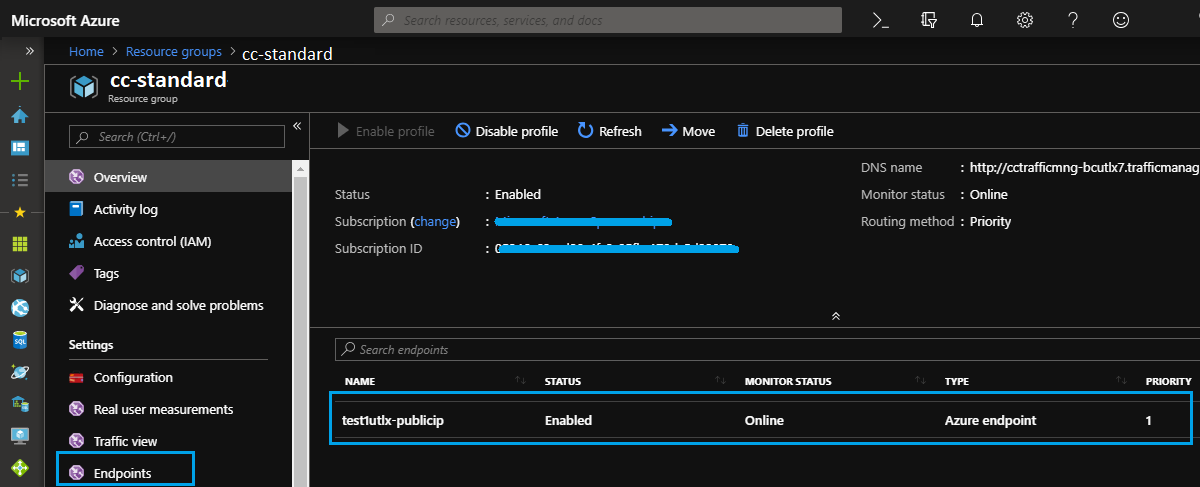 Microsoft Azure
Search resources, services, and docs
Home > Resource groups > cc-standard
cc-standard
Resource group
Search (Ctrl+/)
Overview
Activity log
Access control (IAM)
Tags
Diagnose and solve problems
Settings
Configuration
Real user measurements
Traffic view
Endpoints
Enable profile Disable profile Refresh Move Delete profile
Status : Enabled
Subscription (change) :
Subscription ID :
DNS name : http://cctrafficmng-bcutlx7.trafficmanag
Monitor status : Online
Routing method : Priority
Search endpoints
NAME STATUS MONITOR STATUS TYPE PRIORITY
test1utlx-publicip Enabled Online Azure endpoint 1
SQL